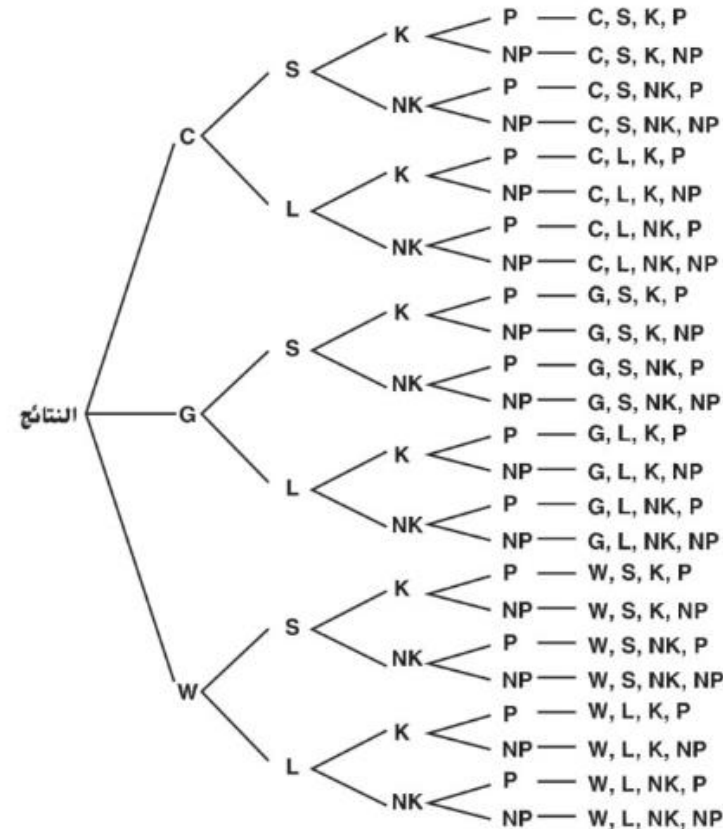 P — C, S, K, P
K
NP — C, S, K, NP
S
P — C, S, NK, P
NK
NP — C, S, NK, NP
C
P — C, L, K, P
K
NP — C, L, K, NP
L
P — C, L, NK, P
NK
NP — C, L, NK, NP
P — G, S, K, P
K
NP — G, S, K, NP
S
P — G, S, NK, P
NK
NP — G, S, NK, NP
النتائج
G
P — G, L, K, P
K
NP — G, L, K, NP
L
P — G, L, NK, P
NK
NP — G, L, NK, NP
P — W, S, K, P
K
NP — W, S, K, NP
S
P — W, S, NK, P
NK
NP — W, S, NK, NP
W
P — W, L, K, P
K
NP — W, L, K, NP
L
P — W, L, NK, P
NK
NP — W, L, NK, NP